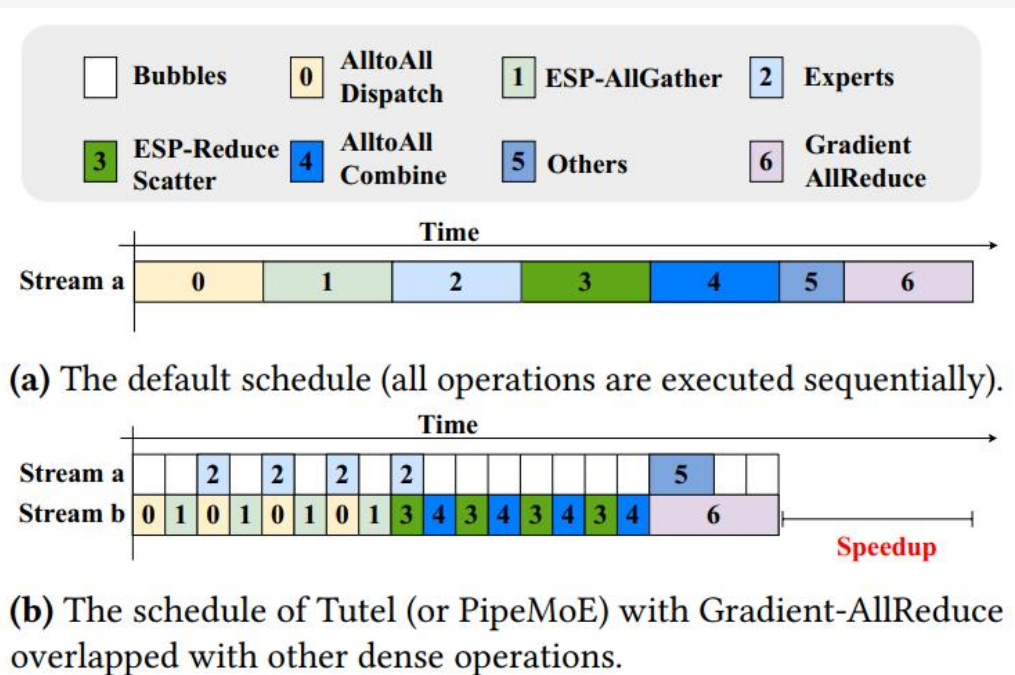 Bubbles
0 AlltoAll
Dispatch
1 ESP-AllGather
2 Experts
3 ESP-Reduce
Scatter
4 AlltoAll
Combine
5 Others
6 Gradient
AllReduce
Time
Stream a 0 1 2 3 4 5 6
(a) The default schedule (all operations are executed sequentially).
Time
Stream a 2 2 2 2 5
Stream b 0 1 0 1 0 1 0 1 3 4 3 4 3 4 3 4 6
Speedup
(b) The schedule of Tutel (or PipeMoE) with Gradient-AllReduce
overlapped with other dense operations.